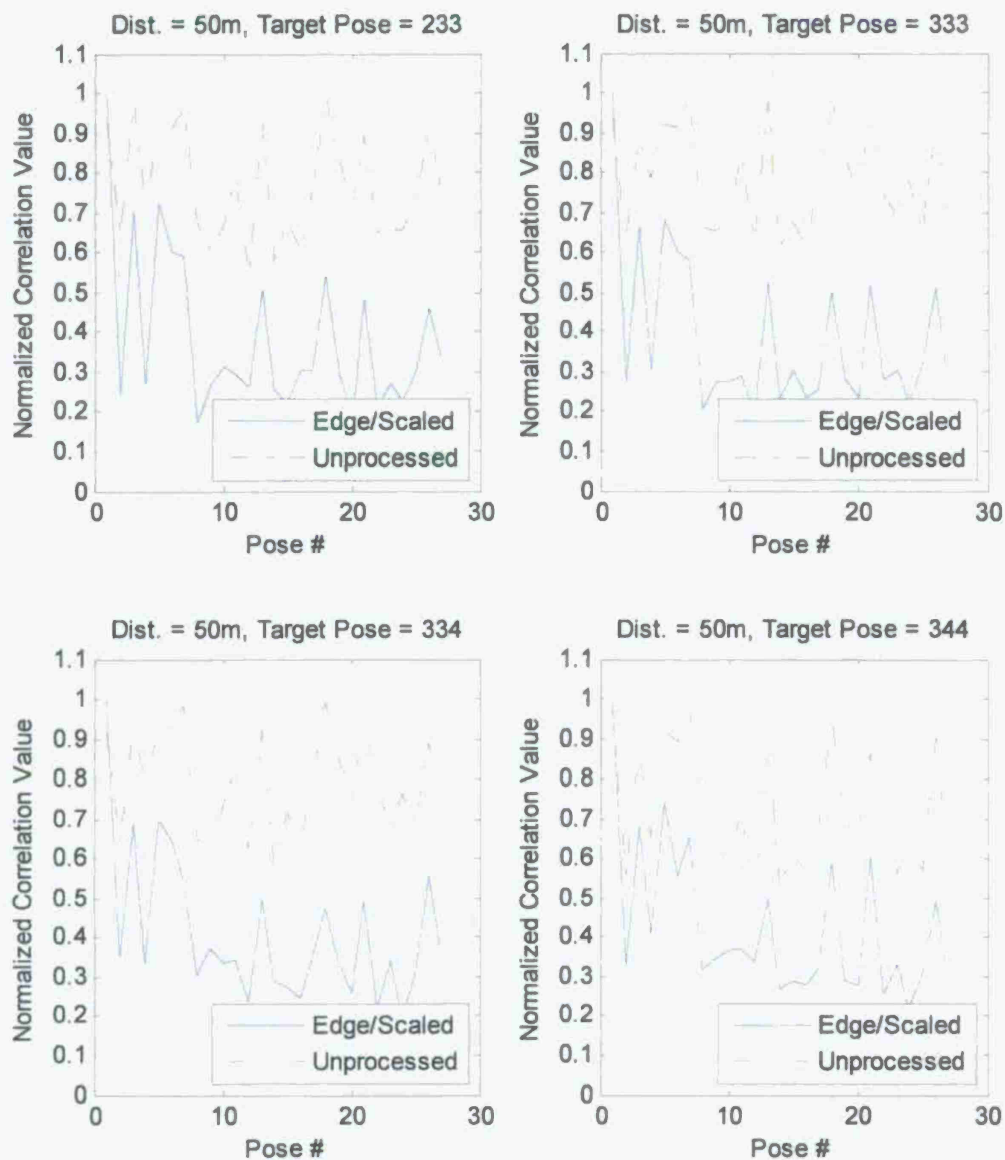 Dist. = 50m, Target Pose = 233
Normalized Correlation Value
1.1
1
0.9
0.8
0.7
0.6
0.5
0.4
0.3
0.2
0.1
0
Edge/Scaled
Unprocessed
0 10 20 30
Pose #
Dist. = 50m, Target Pose = 333
Normalized Correlation Value
1.1
1
0.9
0.8
0.7
0.6
0.5
0.4
0.3
0.2
0.1
0
Edge/Scaled
Unprocessed
0 10 20 30
Pose #
Dist. = 50m, Target Pose = 334
Normalized Correlation Value
1.1
1
0.9
0.8
0.7
0.6
0.5
0.4
0.3
0.2
0.1
0
Edge/Scaled
Unprocessed
0 10 20 30
Pose #
Dist. = 50m, Target Pose = 344
Normalized Correlation Value
1.1
1
0.9
0.8
0.7
0.6
0.5
0.4
0.3
0.2
0.1
0
Edge/Scaled
Unprocessed
0 10 20 30
Pose #